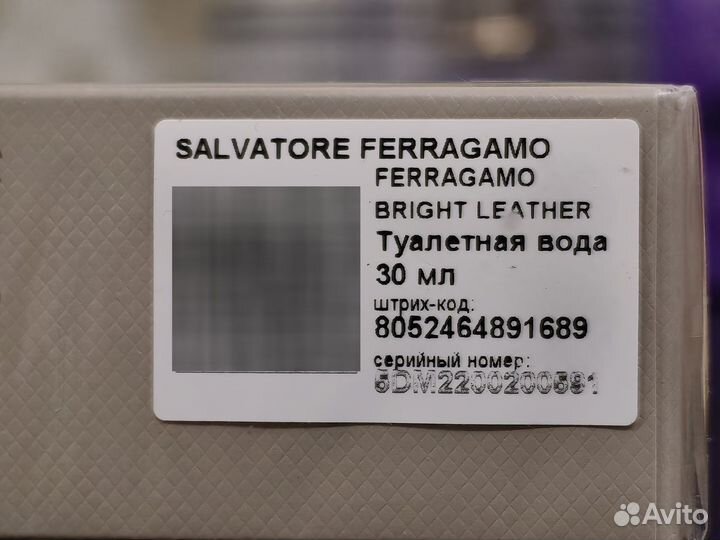 SALVATORE FERRAGAMO
FERRAGAMO
BRIGHT LEATHER
Туалетная вода
30 мл
штрих-код:
8052464891689
серийный номер:
Avito